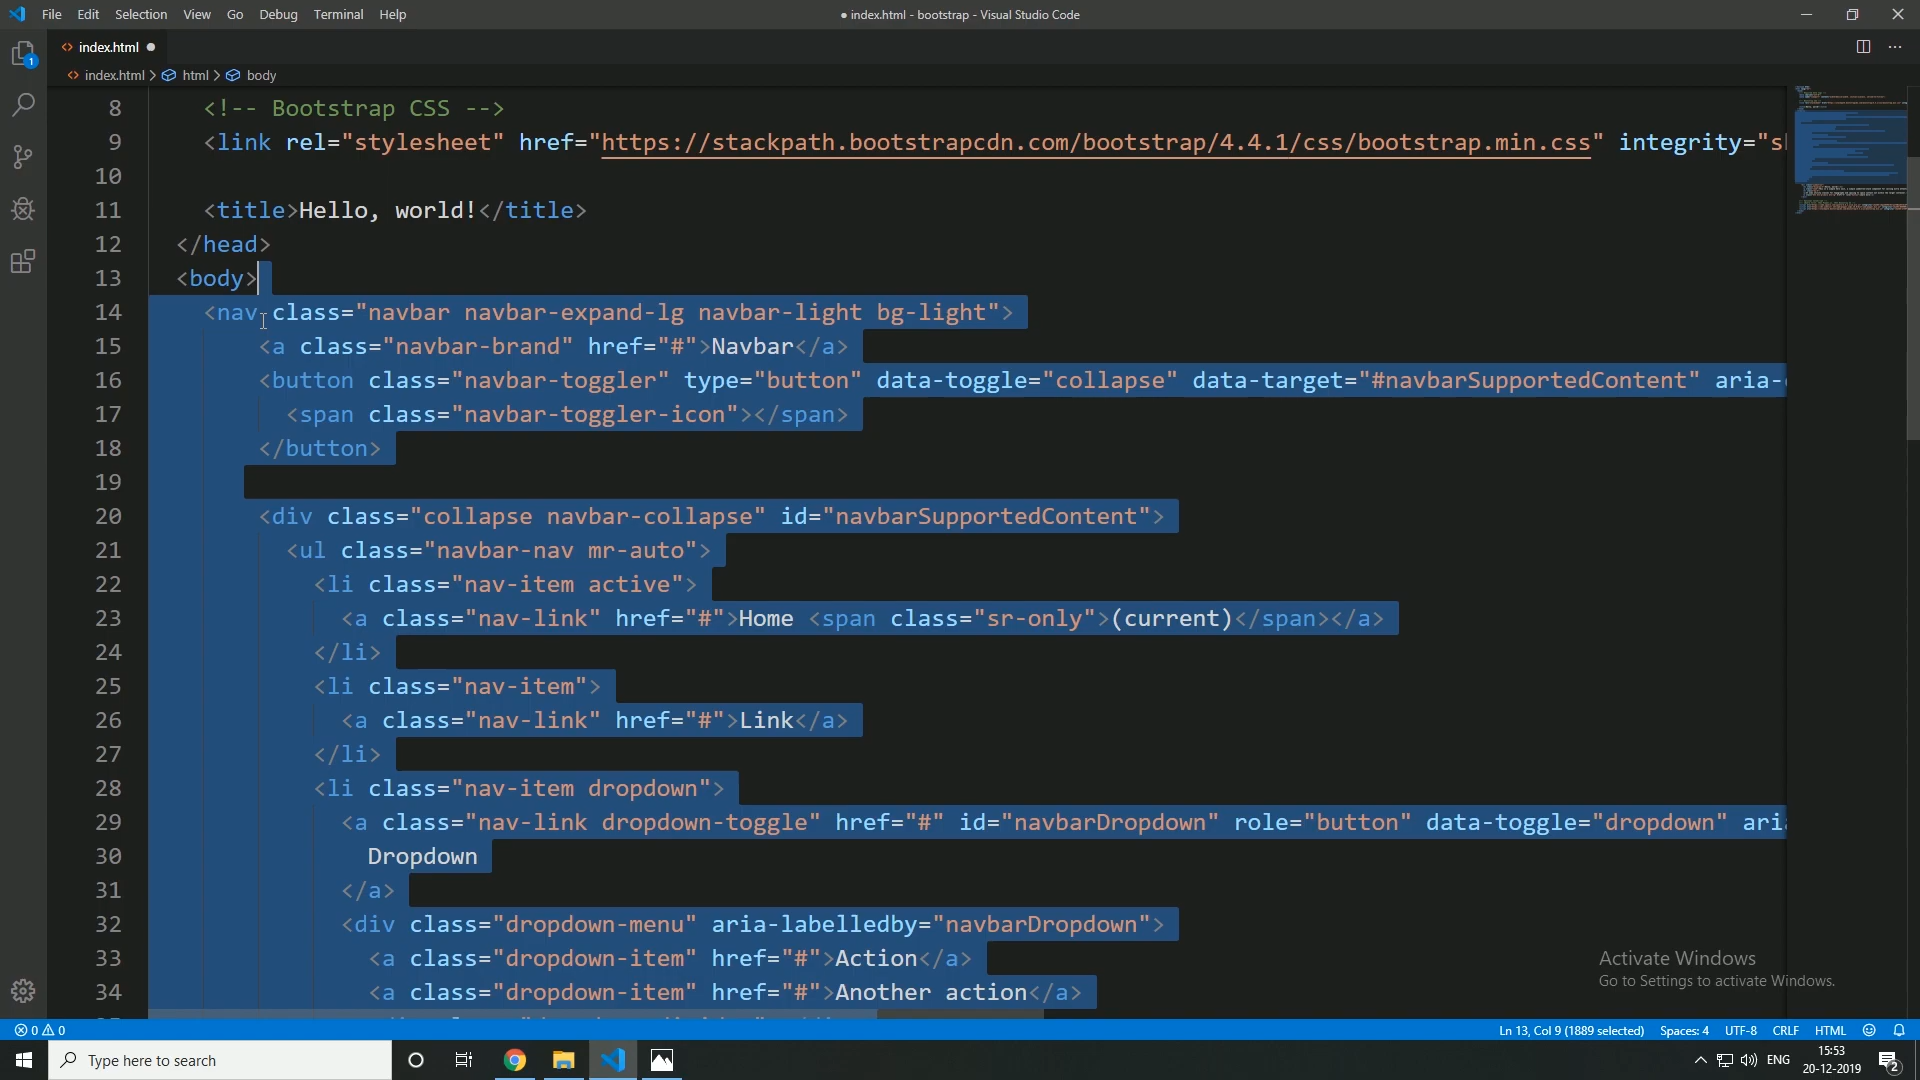 File Edit Selection View Go Debug Terminal Help
● index.html - bootstrap - Visual Studio Code
<> index.html ●
<> index.html > html > body
1
8 <!-- Bootstrap CSS -->
9 <link rel="stylesheet" href="https://stackpath.bootstrapcdn.com/bootstrap/4.4.1/css/bootstrap.min.css" integrity="s
10
11 <title>Hello, world!</title>
12 </head>
13 <body>
14 <nav class="navbar navbar-expand-lg navbar-light bg-light">
15 <a class="navbar-brand" href="#">Navbar</a>
16 <button class="navbar-toggler" type="button" data-toggle="collapse" data-target="#navbarSupportedContent" aria-
17 <span class="navbar-toggler-icon"></span>
18 </button>
19
20 <div class="collapse navbar-collapse" id="navbarSupportedContent">
21 <ul class="navbar-nav mr-auto">
22 <li class="nav-item active">
23 <a class="nav-link" href="#">Home <span class="sr-only">(current)</span></a>
24 </li>
25 <li class="nav-item">
26 <a class="nav-link" href="#">Link</a>
27 </li>
28 <li class="nav-item dropdown">
29 <a class="nav-link dropdown-toggle" href="#" id="navbarDropdown" role="button" data-toggle="dropdown" ari
30 Dropdown
31 </a>
32 <div class="dropdown-menu" aria-labelledby="navbarDropdown">
33 <a class="dropdown-item" href="#">Action</a>
34 <a class="dropdown-item" href="#">Another action</a>
Activate Windows
Go to Settings to activate Windows.
0 0 Ln 13, Col 9 (1889 selected) Spaces: 4 UTF-8 CRLF HTML
Type here to search
ENG
15:53
20-12-2019
2